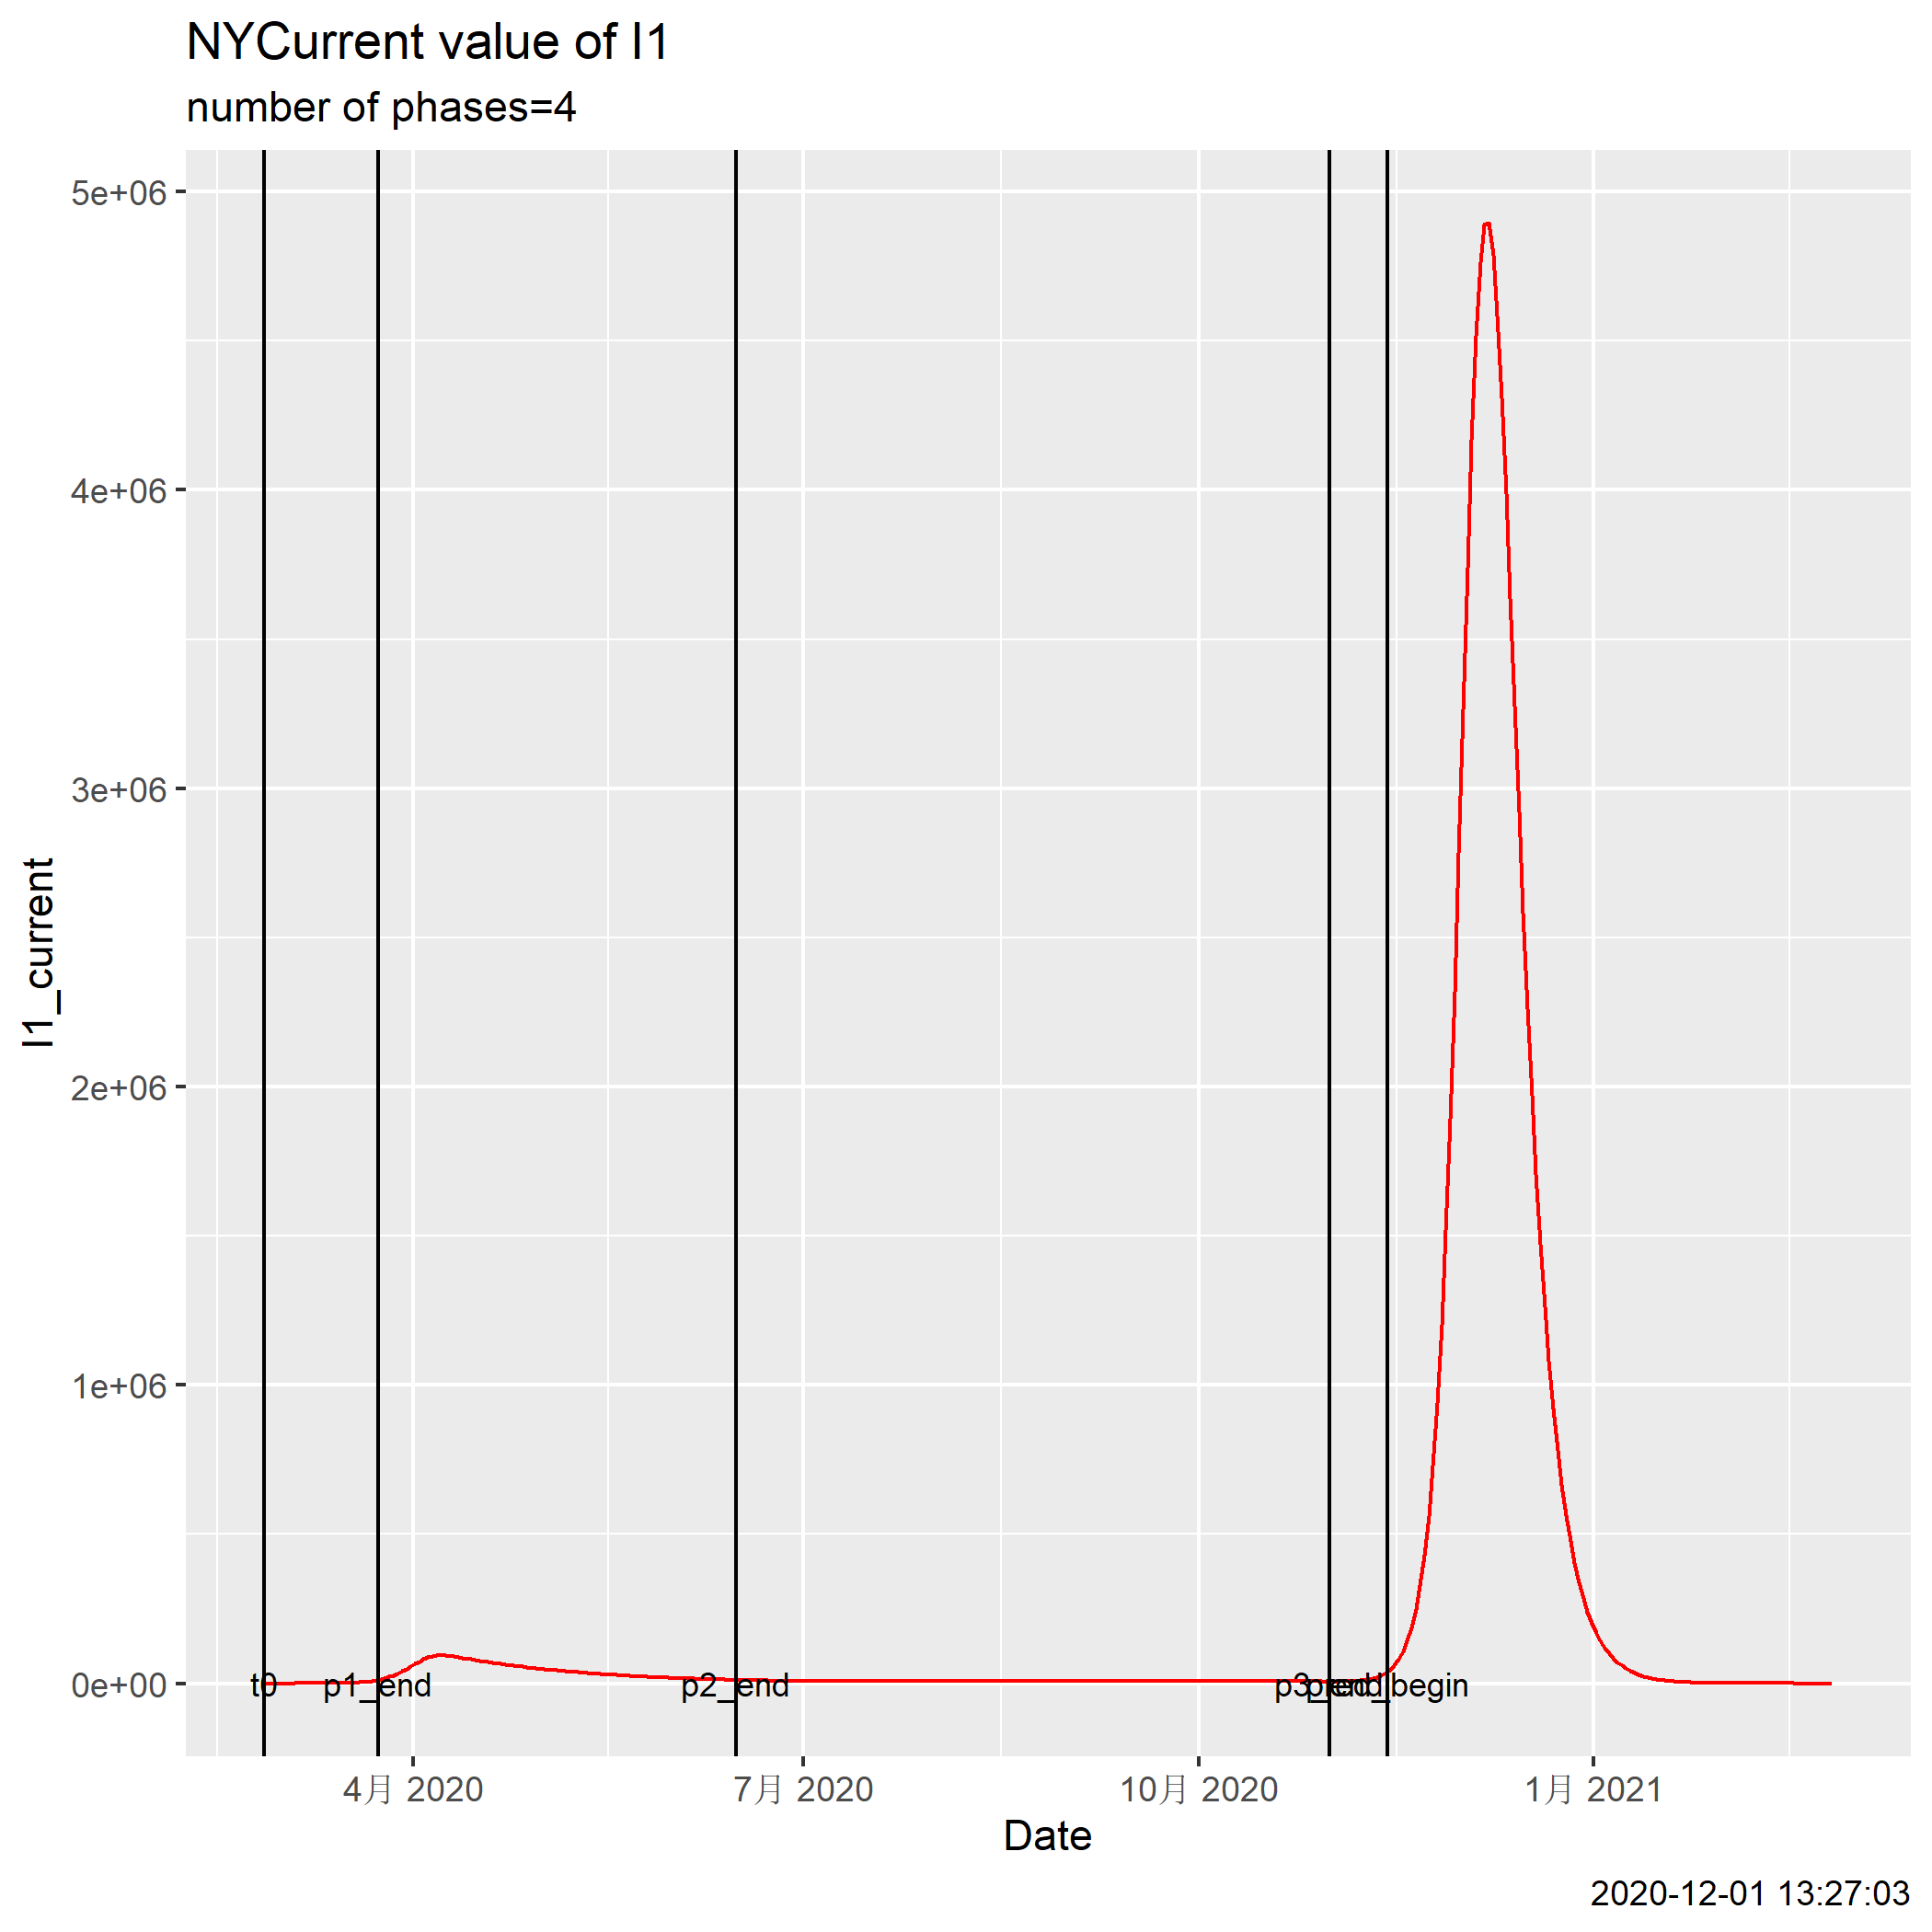 NYCurrent value of I1
number of phases=4
5e+06
4e+06
3e+06
2e+06
1e+06
0e+00
I1_current
t0
p1_end
p2_end
p3_end
pred_begin
4月 2020
7月 2020
10月 2020
1月 2021
Date
2020-12-01 13:27:03